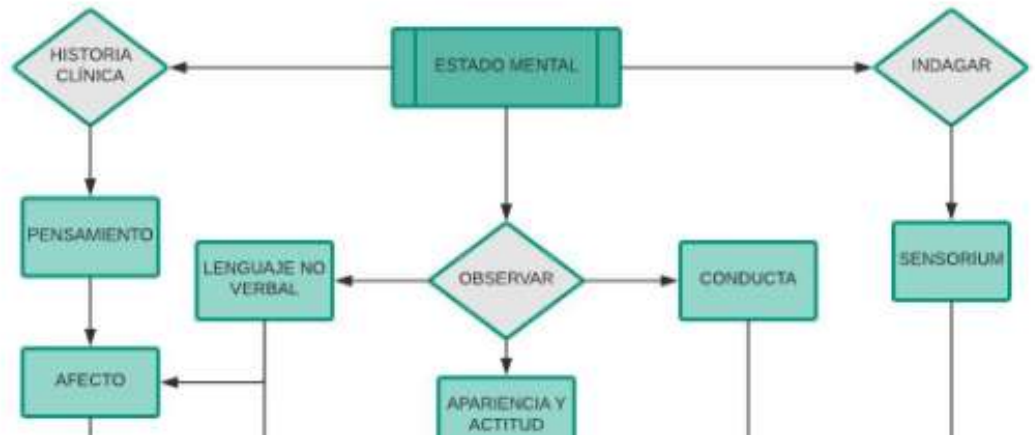 HISTORIA
CLÍNICA
ESTADO MENTAL
INDAGAR
PENSAMIENTO
LENGUAJE NO
VERBAL
OBSERVAR
CONDUCTA
SENSORIUM
AFECTO
APARIENCIA Y
ACTITUD